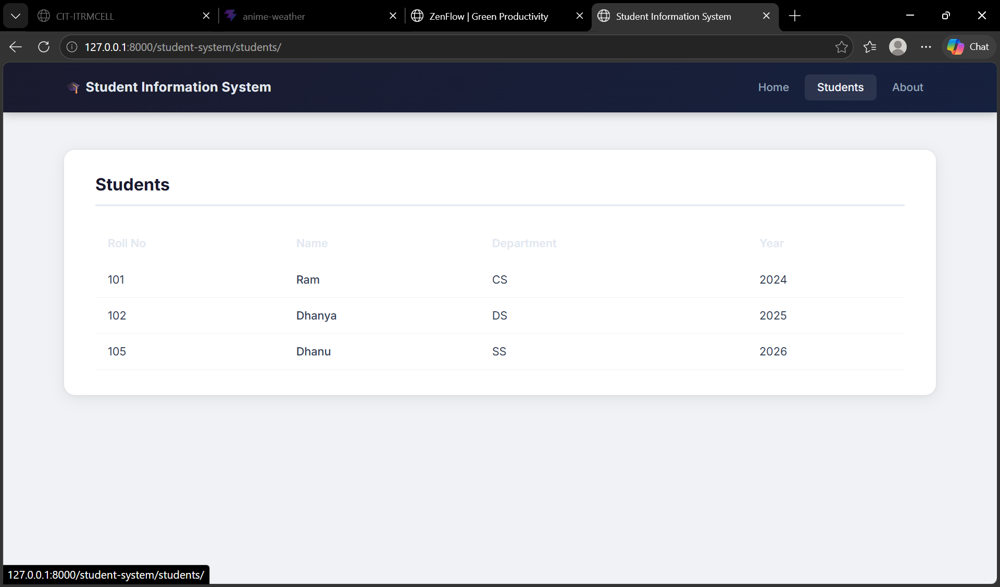 CIT-ITRMCELL
anime-weather
ZenFlow | Green Productivity
Student Information System
127.0.0.1:8000/student-system/students/
Chat
Student Information System
Home
Students
About
Students
Roll No Name Department Year
101 Ram CS 2024
102 Dhanya DS 2025
105 Dhanu SS 2026
127.0.0.1:8000/student-system/students/